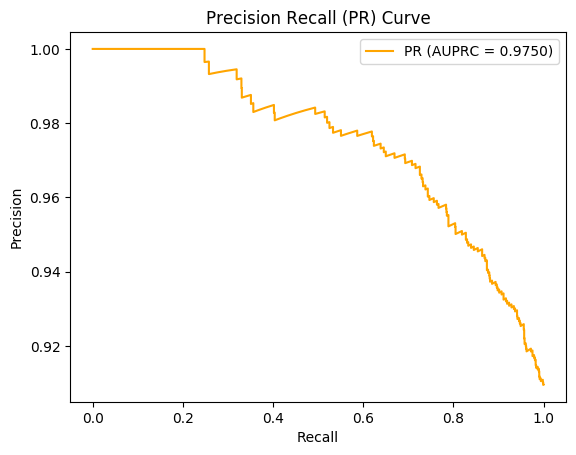 Precision Recall (PR) Curve
PR (AUPRC = 0.9750)
1.00
0.98
0.96
0.94
0.92
Precision
0.0 0.2 0.4 0.6 0.8 1.0
Recall